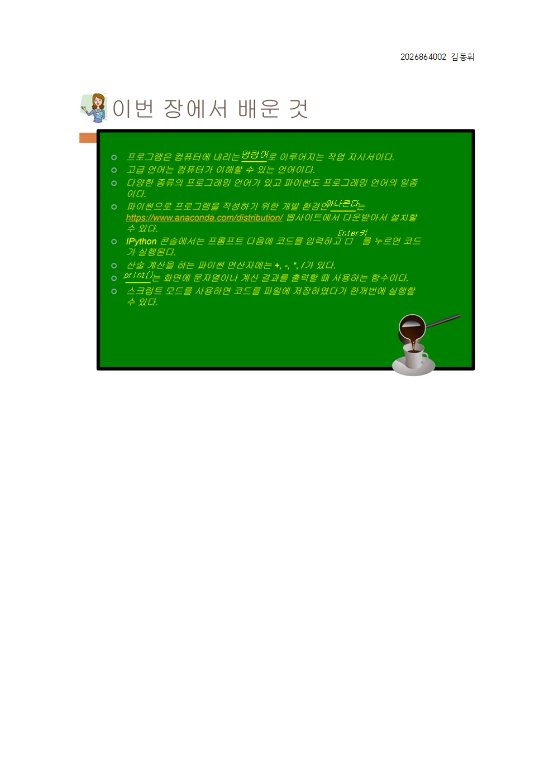 2026864002 김동휘
이번 장에서 배운 것
프로그램은 컴퓨터에 내리는 명령어로 이루어지는 작업 지시서이다.
고급 언어는 컴퓨터가 이해할 수 있는 언어이다.
다양한 종류의 프로그래밍 언어가 있고 파이썬도 프로그래밍 언어의 일종
이다.
파이썬으로 프로그램을 작성하기 위한 개발 환경인 아나콘다는
https://www.anaconda.com/distribution/ 웹사이트에서 다운받아서 설치할
수 있다.
IPython 콘솔에서는 프롬프트 다음에 코드를 입력하고 Enter키를 누르면 코드
가 실행된다.
산술 계산을 하는 파이썬 연산자에는 +, -, *, /가 있다.
print()는 화면에 문자열이나 계산 결과를 출력할 때 사용하는 함수이다.
스크립트 모드를 사용하면 코드를 파일에 저장하였다가 한꺼번에 실행할
수 있다.